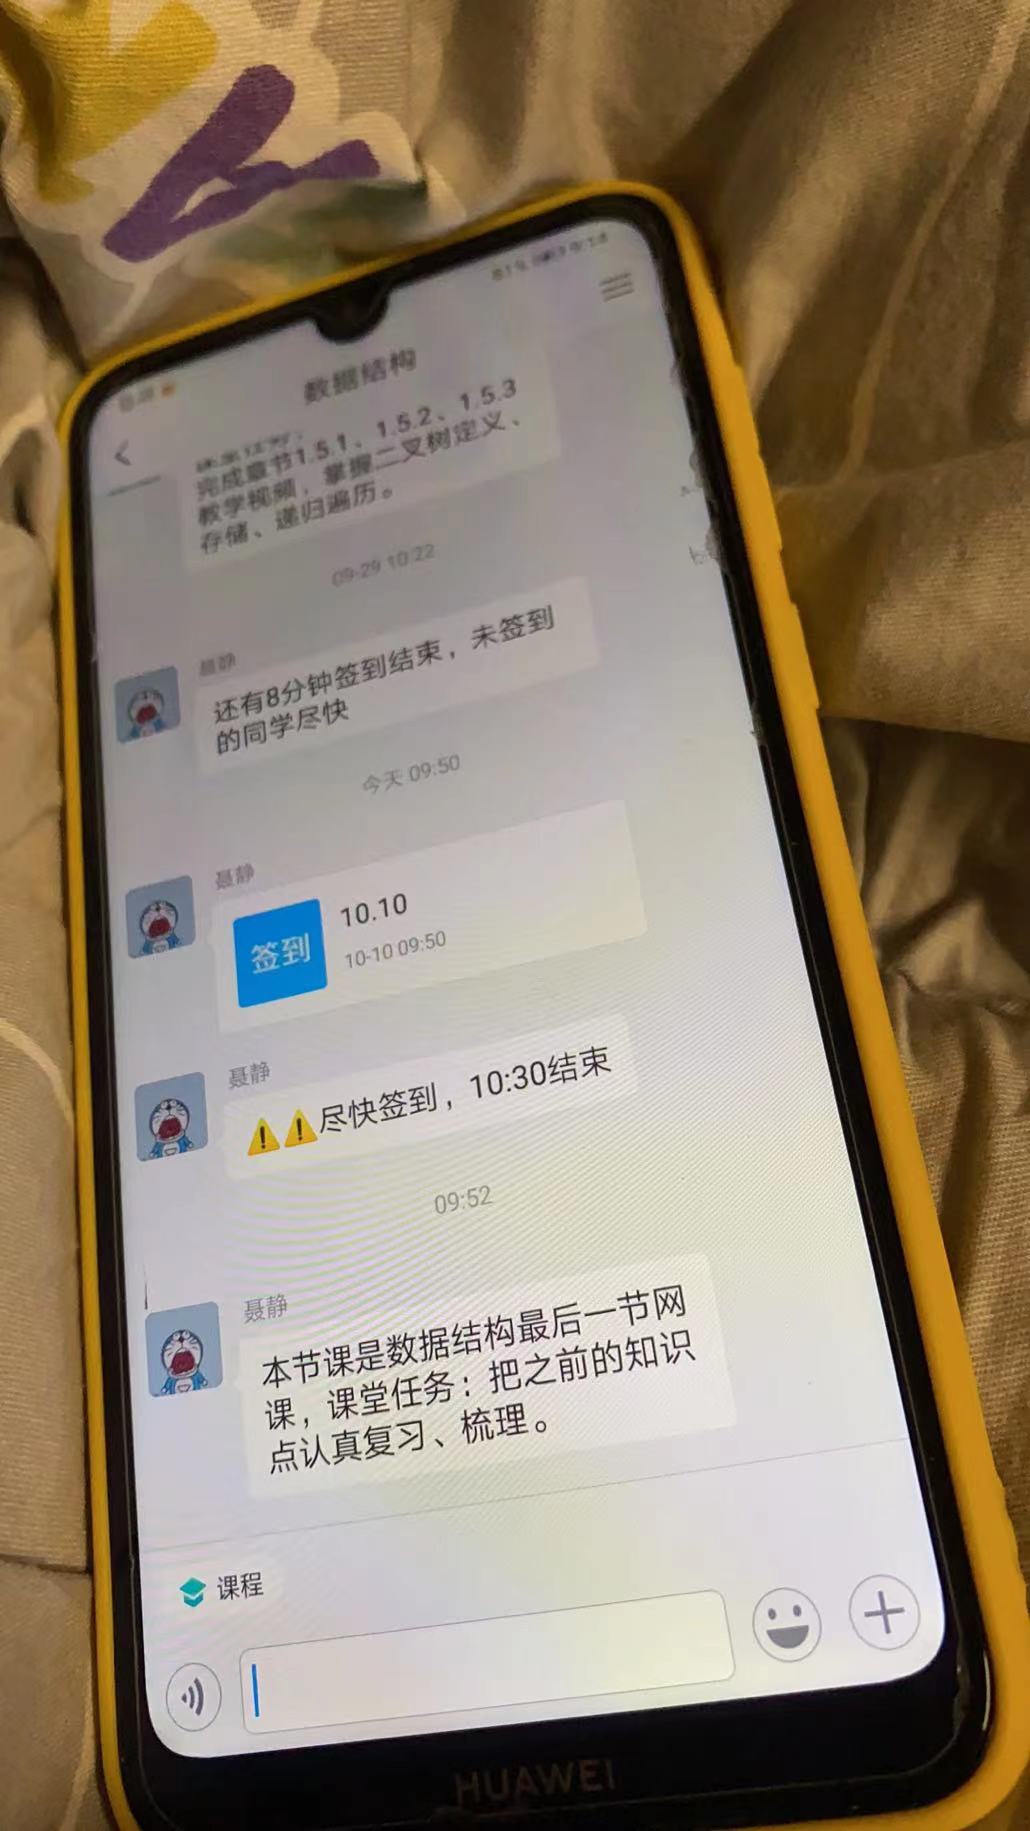 数据结构
完成章节1.5.1、1.5.2、1.5.3
教学视频，掌握二叉树定义、
存储、递归遍历。
09-29 10:22
聂静
还有8分钟签到结束，未签到
的同学尽快
今天 09:50
聂静
签到
10.10
10-10 09:50
聂静
⚠️⚠️尽快签到，10:30结束
09:52
聂静
本节课是数据结构最后一节网
课，课堂任务：把之前的知识
点认真复习、梳理。
课程
HUAWEI